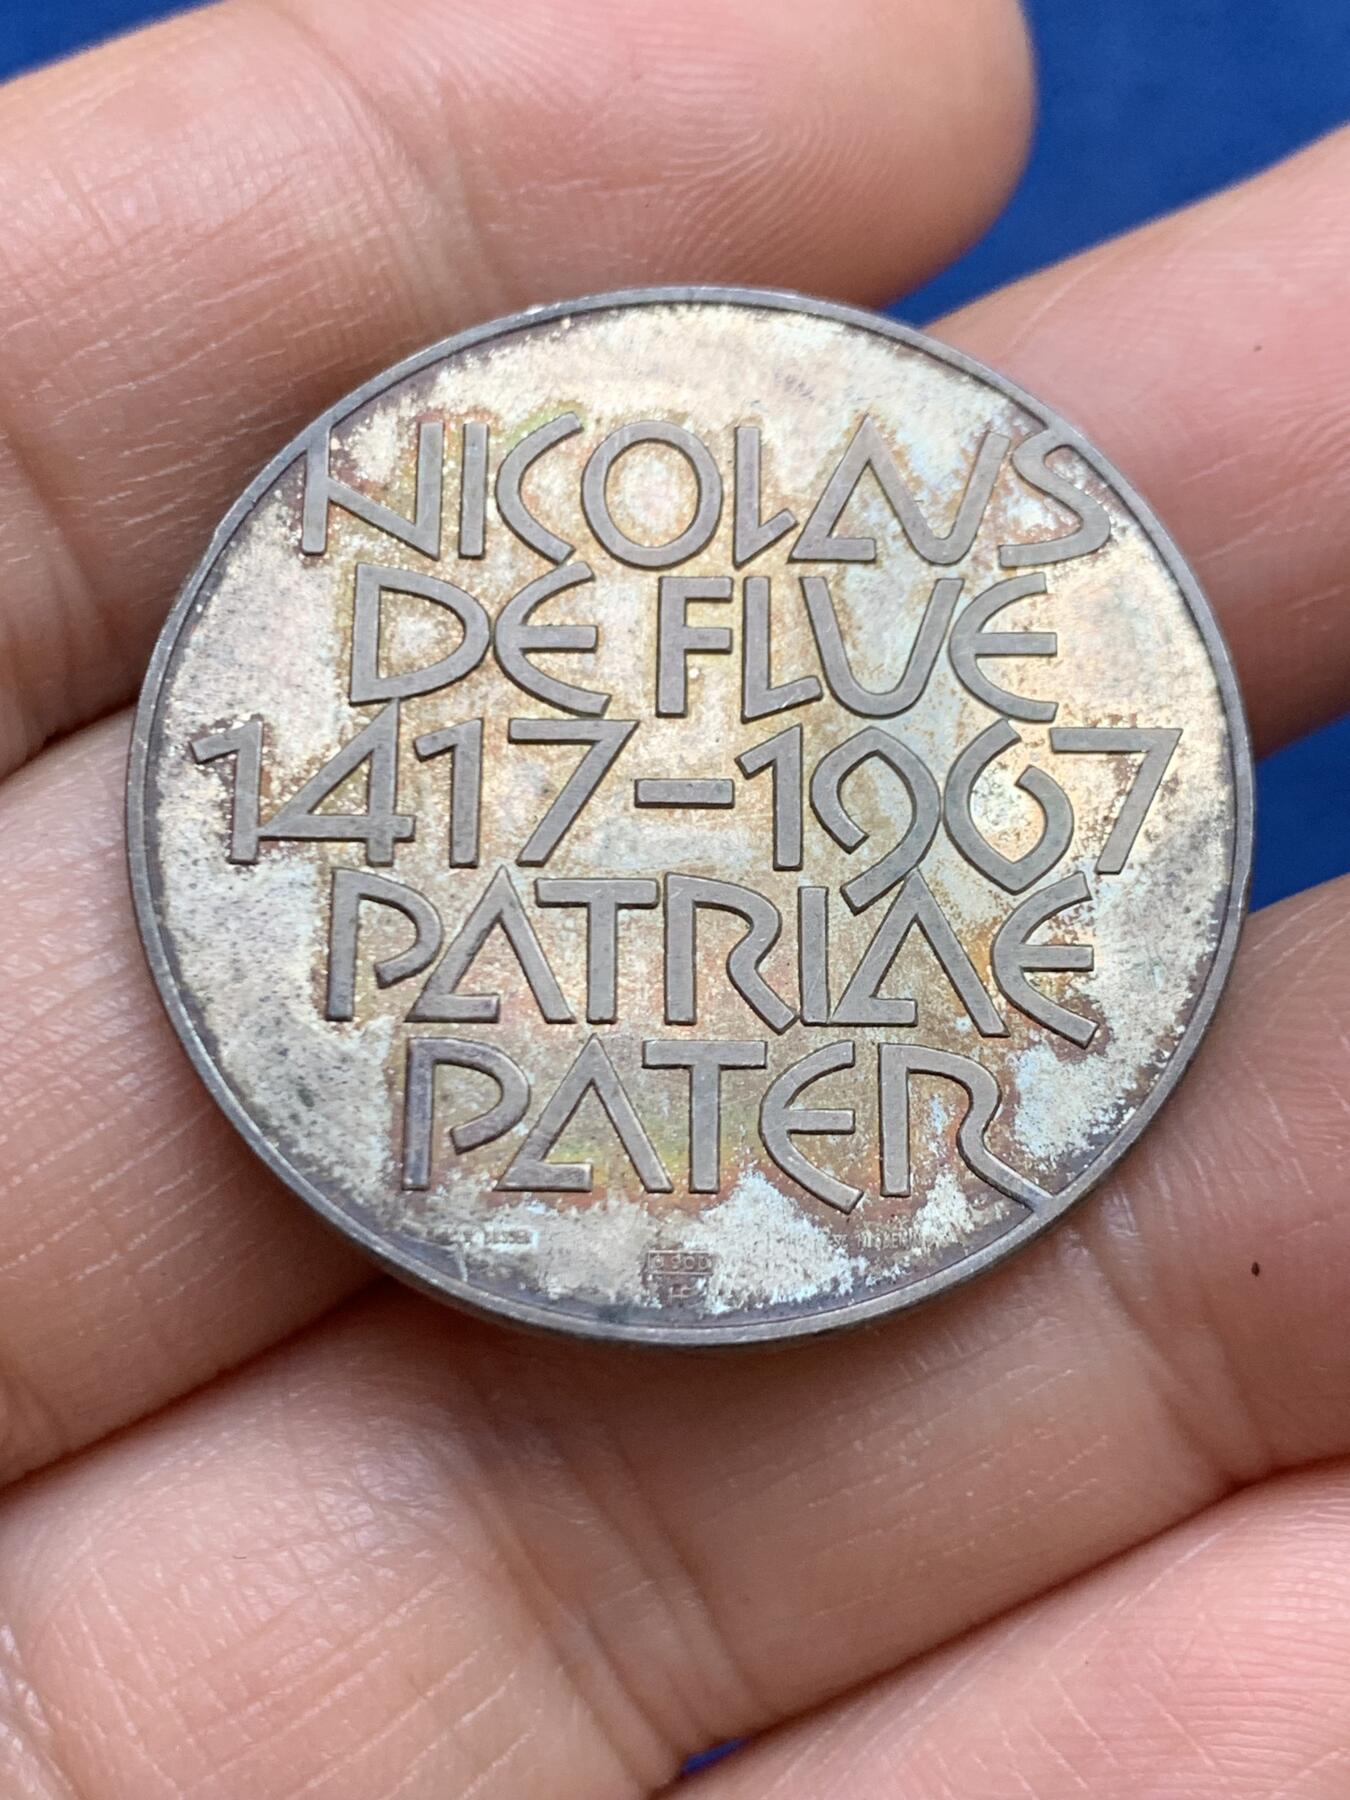 NICOLAUS
DE FLUE
1417-1967
PATRIAE
PATER